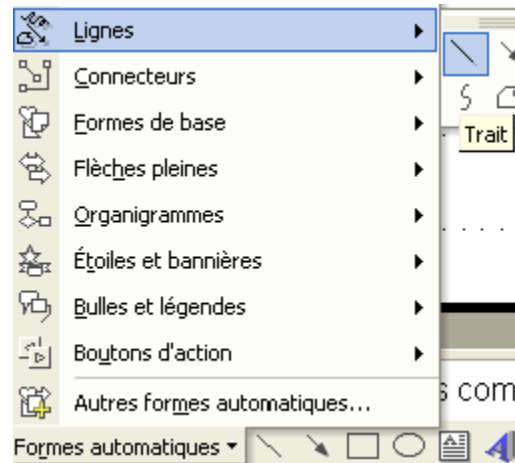 Lignes
Connecteurs
Formes de base
Trait
Flèches pleines
Organigrammes
Étoiles et bannières
Bulles et légendes
Boutons d'action
Autres formes automatiques...
com
Formes automatiques